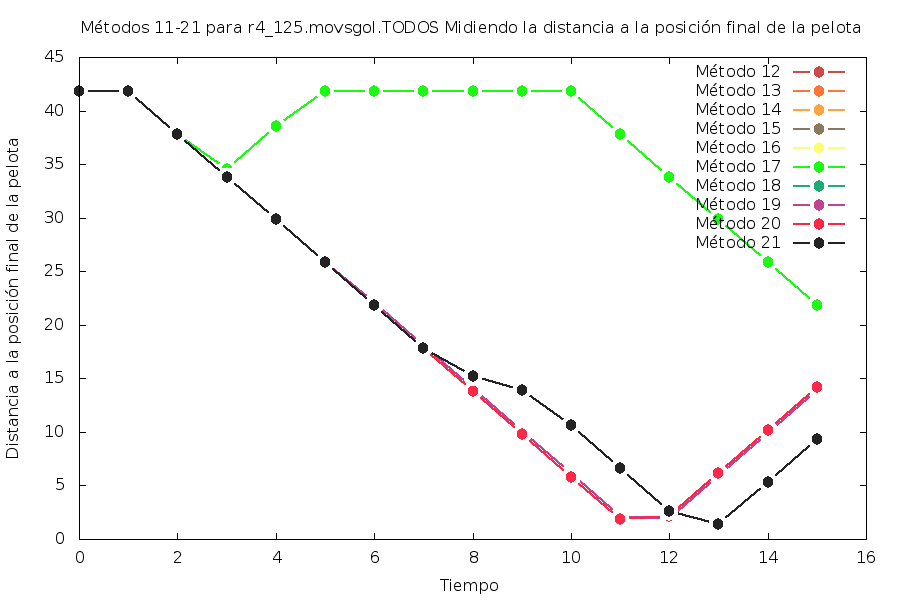 Métodos 11-21 para r4_125.movsgol.TODOS Midiendo la distancia a la posición final de la pelota
45
40
35
30
25
20
15
10
5
0
Distancia a la posición final de la pelota
Método 12
Método 13
Método 14
Método 15
Método 16
Método 17
Método 18
Método 19
Método 20
Método 21
0 2 4 6 8 10 12 14 16
Tiempo